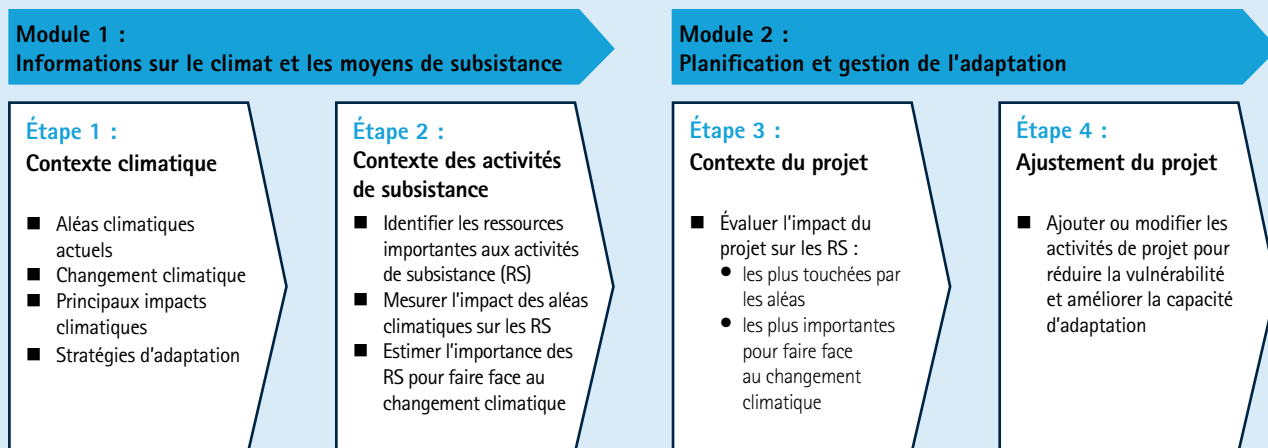 Module 1 :
Informations sur le climat et les moyens de subsistance
Module 2 :
Planification et gestion de l'adaptation
Étape 1 :
Contexte climatique
■ Aléas climatiques
actuels
■ Changement climatique
■ Principaux impacts
climatiques
■ Stratégies d'adaptation
Étape 2 :
Contexte des activités
de subsistance
■ Identifier les ressources
importantes aux activités
de subsistance (RS)
■ Mesurer l'impact des aléas
climatiques sur les RS
■ Estimer l'importance des
RS pour faire face au
changement climatique
Étape 3 :
Contexte du projet
■ Évaluer l'impact du
projet sur les RS :
● les plus touchées par
les aléas
● les plus importantes
pour faire face
au changement
climatique
Étape 4 :
Ajustement du projet
■ Ajouter ou modifier les
activités de projet pour
réduire la vulnérabilité
et améliorer la capacité
d'adaptation